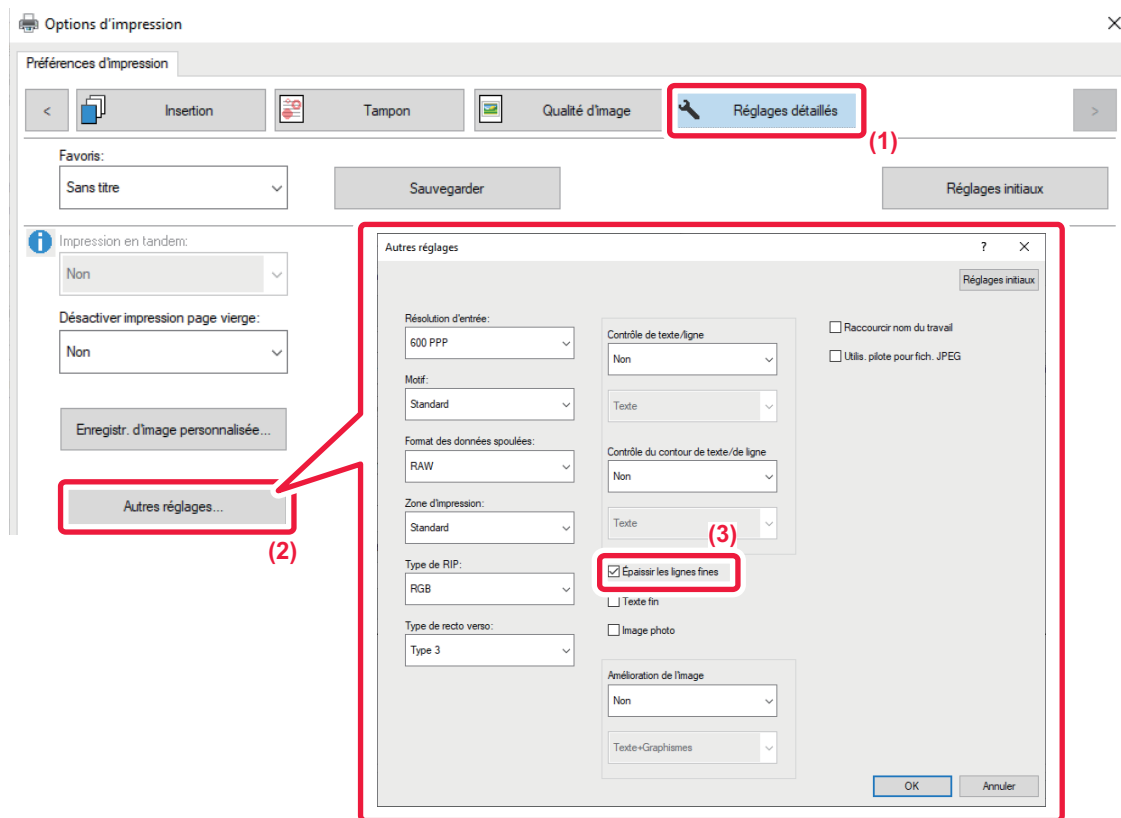 Options d'impression
Préférences d'impression
<
Insertion
Tampon
Qualité d'image
Réglages détaillés
>
(1)
Favoris:
Sans titre
Sauvegarder
Réglages initiaux
Impression en tandem:
Non
Désactiver impression page vierge:
Non
Enregistr. d'image personnalisée...
Autres réglages...
(2)
Autres réglages
?
Réglages initiaux
Résolution d'entrée:
600 PPP
Motif:
Standard
Format des données spoulées:
RAW
Zone d'impression:
Standard
Type de RIP:
RGB
Type de recto verso:
Type 3
Contrôle de texte/ligne
Non
Texte
Contrôle du contour de texte/de ligne
Non
Texte
(3)
Épaissir les lignes fines
Texte fin
Image photo
Amélioration de l'image
Non
Texte+Graphismes
Raccourcir nom du travail
Utilis. pilote pour fich. JPEG
OK
Annuler